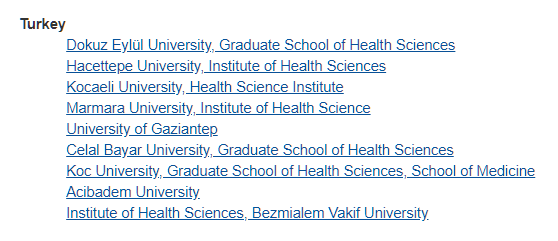 Turkey
Dokuz Eylül University, Graduate School of Health Sciences
Hacettepe University, Institute of Health Sciences
Kocaeli University, Health Science Institute
Marmara University, Institute of Health Science
University of Gaziantep
Celal Bayar University, Graduate School of Health Sciences
Koc University, Graduate School of Health Sciences, School of Medicine
Acibadem University
Institute of Health Sciences, Bezmialem Vakif University